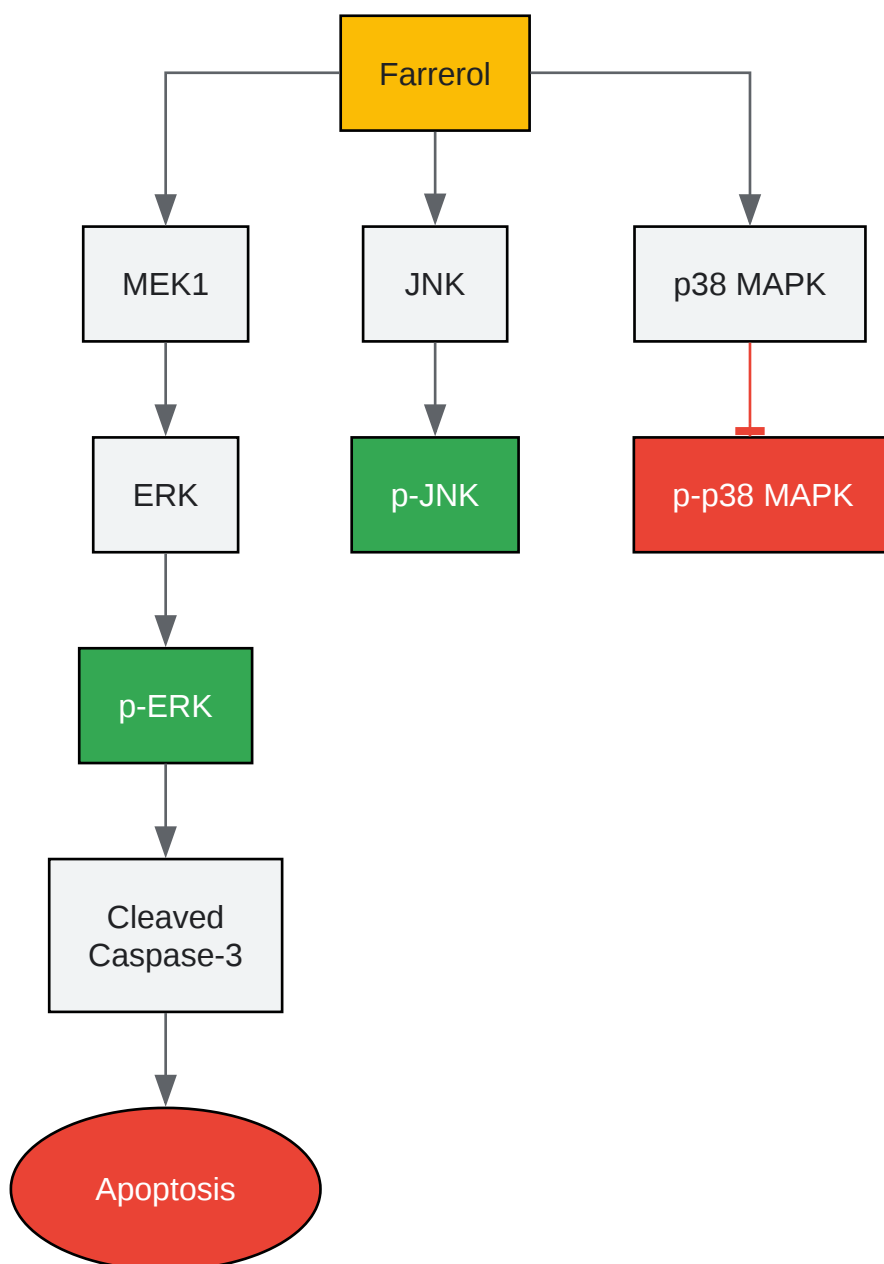 Farrerol
MEK1
JNK
p38 MAPK
ERK
p-JNK
p-p38 MAPK
p-ERK
Cleaved
Caspase-3
Apoptosis